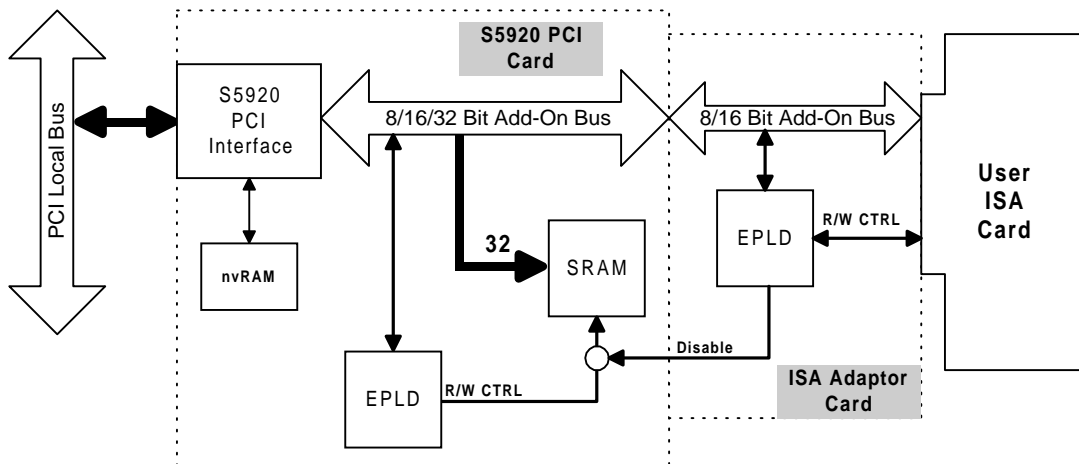 PCI Local Bus
S5920
PCI
Interface
nvRAM
S5920 PCI
Card
8/16/32 Bit Add-On Bus
32
SRAM
EPLD
R/W CTRL
Disable
8/16 Bit Add-On Bus
EPLD
R/W CTRL
ISA Adaptor
Card
User
ISA
Card